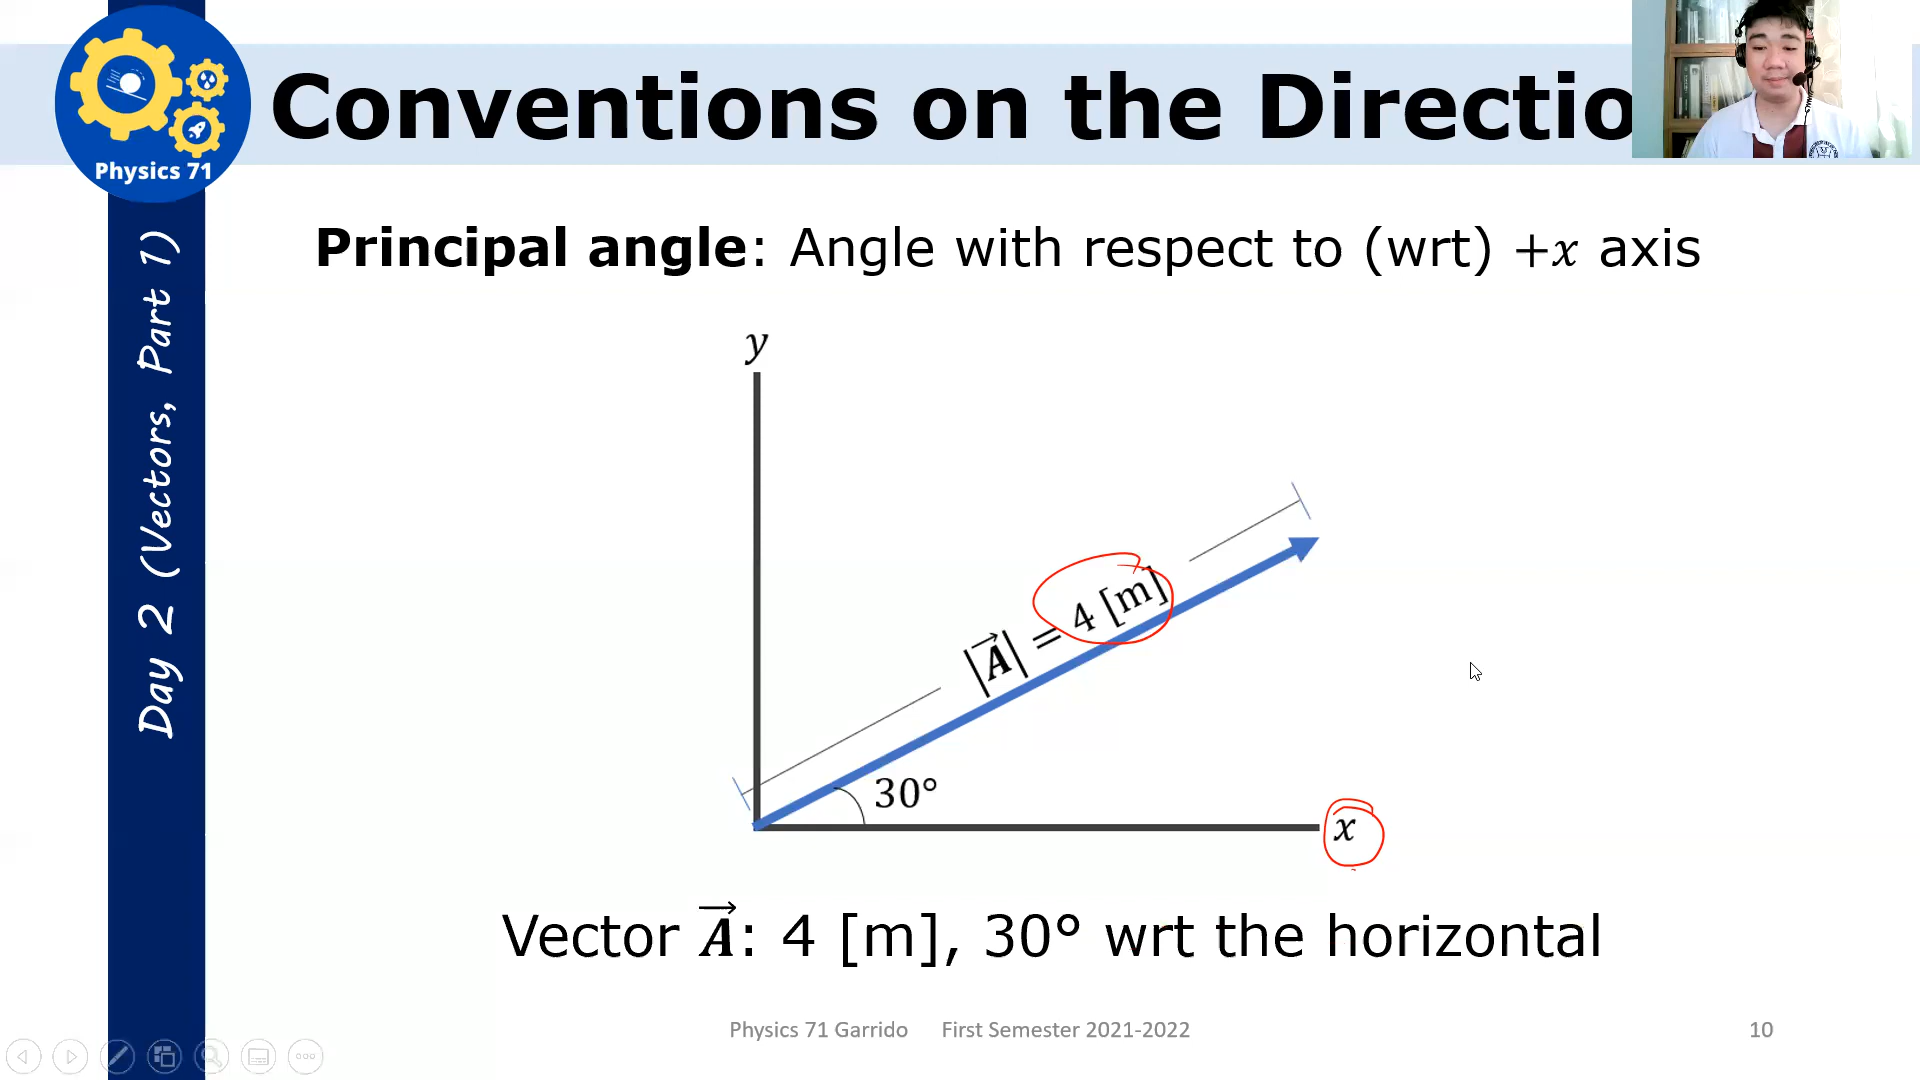 Conventions on the Directio
Physics 71
Day 2 (Vectors, Part 1)
Principal angle: Angle with respect to (wrt) +x axis
y
|A⃗| = 4 [m]
30°
x
Vector A⃗: 4 [m], 30° wrt the horizontal
Physics 71 Garrido First Semester 2021-2022
10